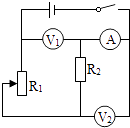 V₁ A
R₁ R₂
V₂